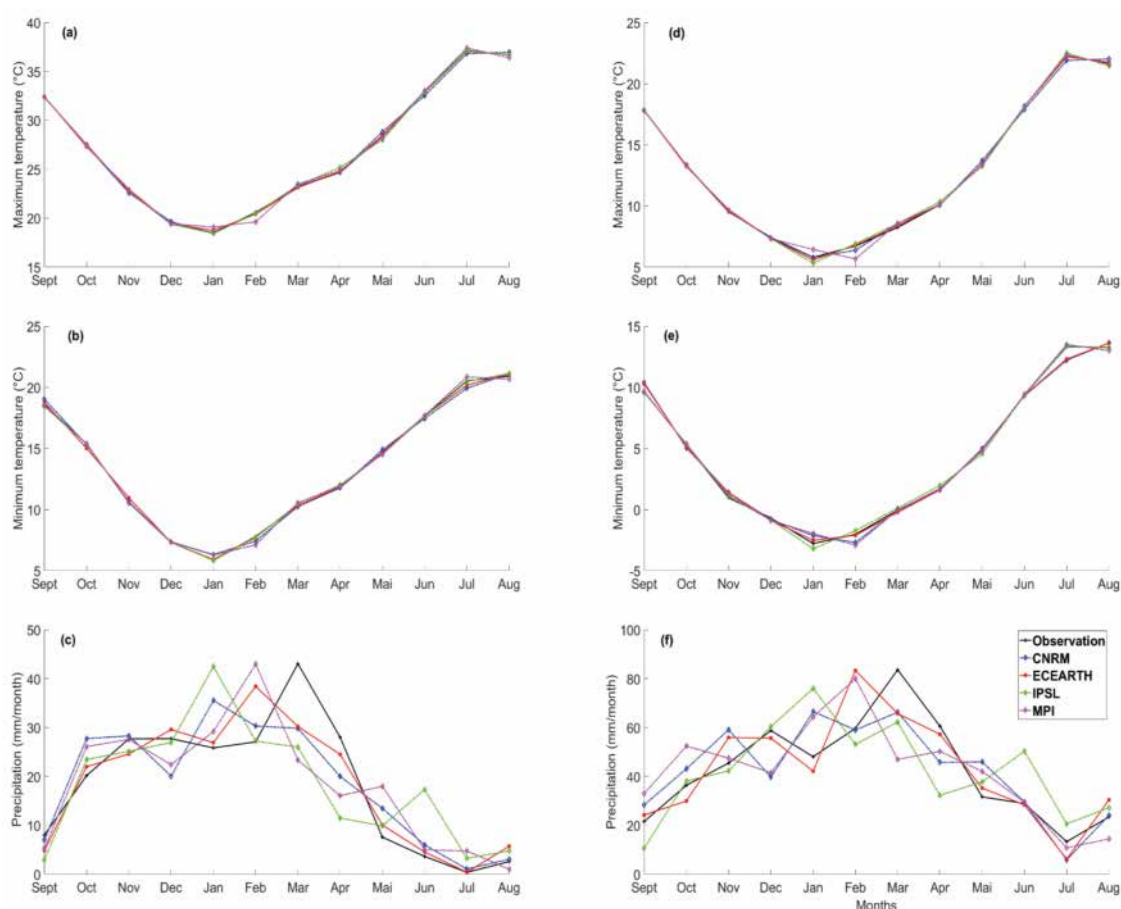 (a)
Maximum temperature (°C)
40
35
30
25
20
15
Sept Oct Nov Dec Jan Feb Mar Apr Mai Jun Jul Aug
(d)
Maximum temperature (°C)
25
20
15
10
5
Sept Oct Nov Dec Jan Feb Mar Apr Mai Jun Jul Aug
(b)
Minimum temperature (°C)
25
20
15
10
5
Sept Oct Nov Dec Jan Feb Mar Apr Mai Jun Jul Aug
(e)
Minimum temperature (°C)
15
10
5
0
-5
Sept Oct Nov Dec Jan Feb Mar Apr Mai Jun Jul Aug
(c)
Precipitation (mm/month)
50
40
30
20
10
0
Sept Oct Nov Dec Jan Feb Mar Apr Mai Jun Jul Aug
(f)
Precipitation (mm/month)
100
80
60
40
20
0
Sept Oct Nov Dec Jan Feb Mar Apr Mai Jun Jul Aug
Months
Observation
CNRM
ECEARTH
IPSL
MPI